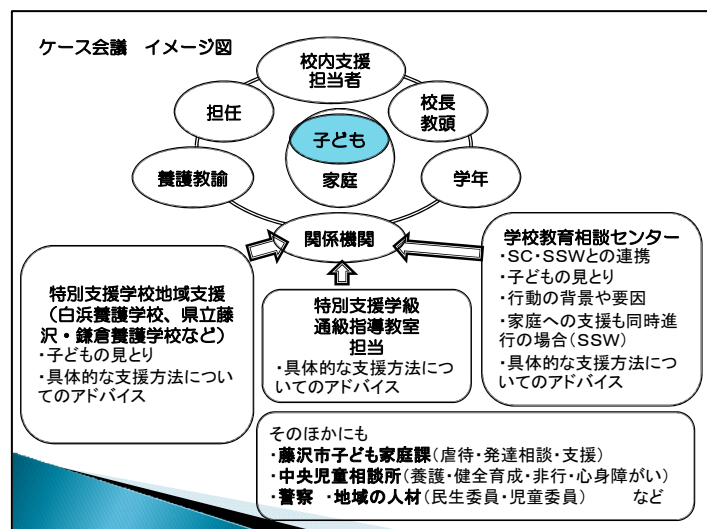 ケース会議　イメージ図
校内支援
担当者
担任
校長
教頭
子ども
家庭
養護教諭
学年
関係機関
特別支援学校地域支援
（白浜養護学校、県立藤
沢・鎌倉養護学校など）
・子どもの見とり
・具体的な支援方法につい
てのアドバイス
特別支援学級
通級指導教室
担当
・具体的な支援方法につ
いてのアドバイス
学校教育相談センター
・SC・SSWとの連携
・子どもの見とり
・行動の背景や要因
・家庭への支援も同時進
行の場合（SSW）
・具体的な支援方法につ
いてのアドバイス
そのほかにも
・藤沢市子ども家庭課（虐待・発達相談・支援）
・中央児童相談所（養護・健全育成・非行・心身障がい）
・警察　・地域の人材（民生委員・児童委員）　　など